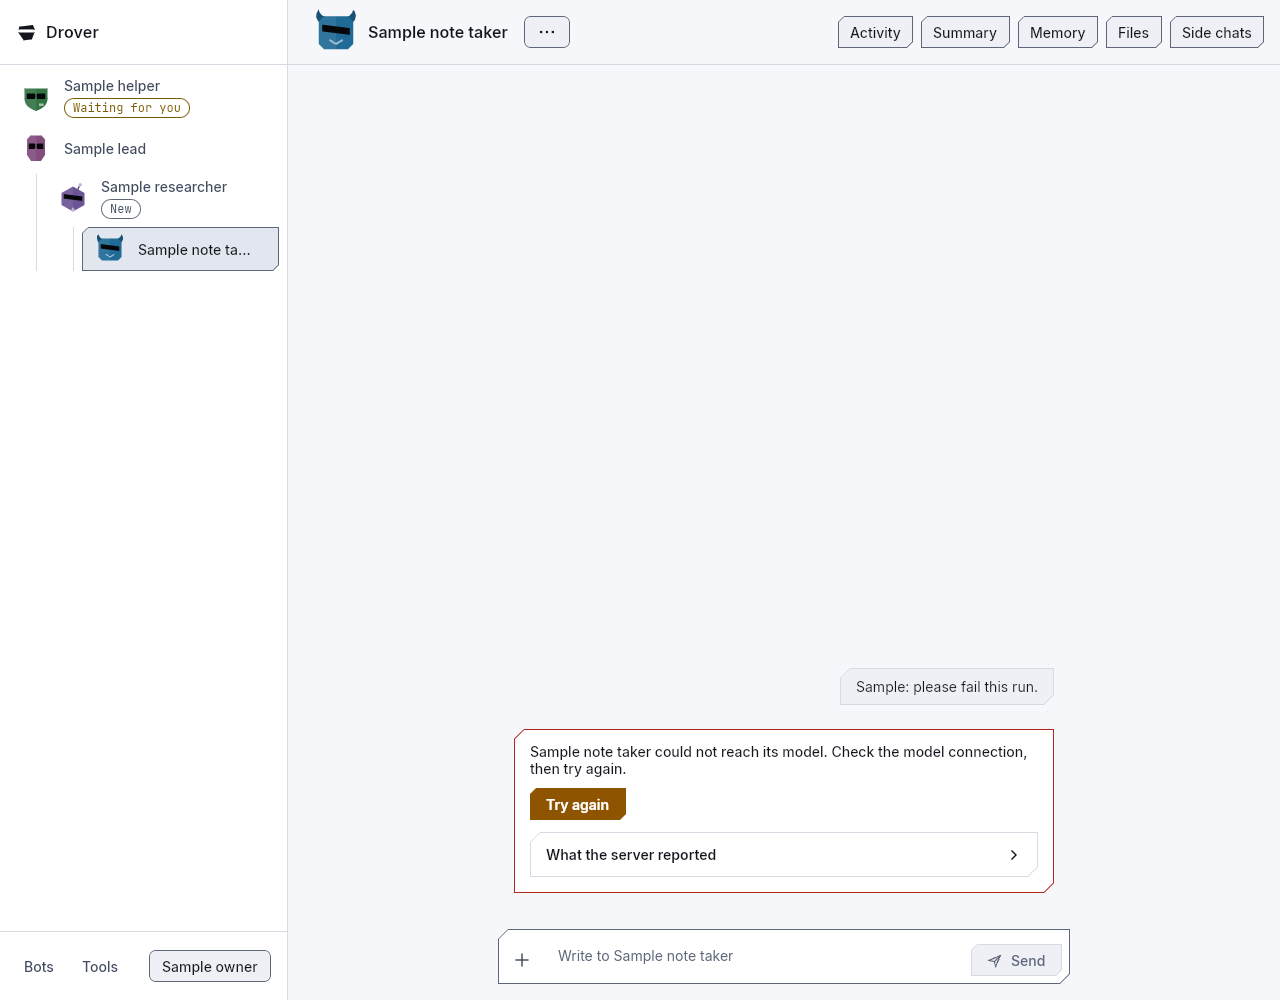 Drover
Sample note taker
...
Activity
Summary
Memory
Files
Side chats
Sample helper
Waiting for you
Sample lead
Sample researcher
New
Sample note ta...
Sample: please fail this run.
Sample note taker could not reach its model. Check the model connection,
then try again.
Try again
What the server reported
Write to Sample note taker
Send
Bots
Tools
Sample owner